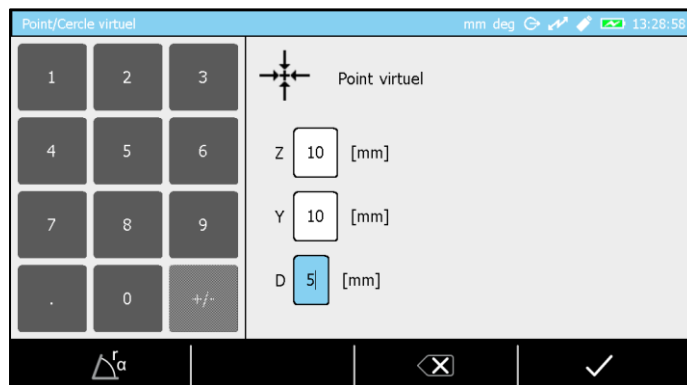 Point/Cercle virtuel mm deg 13:28:58
1 2 3
4 5 6
7 8 9
. 0 +/-
Point virtuel
Z 10 [mm]
Y 10 [mm]
D 5 [mm]
r α